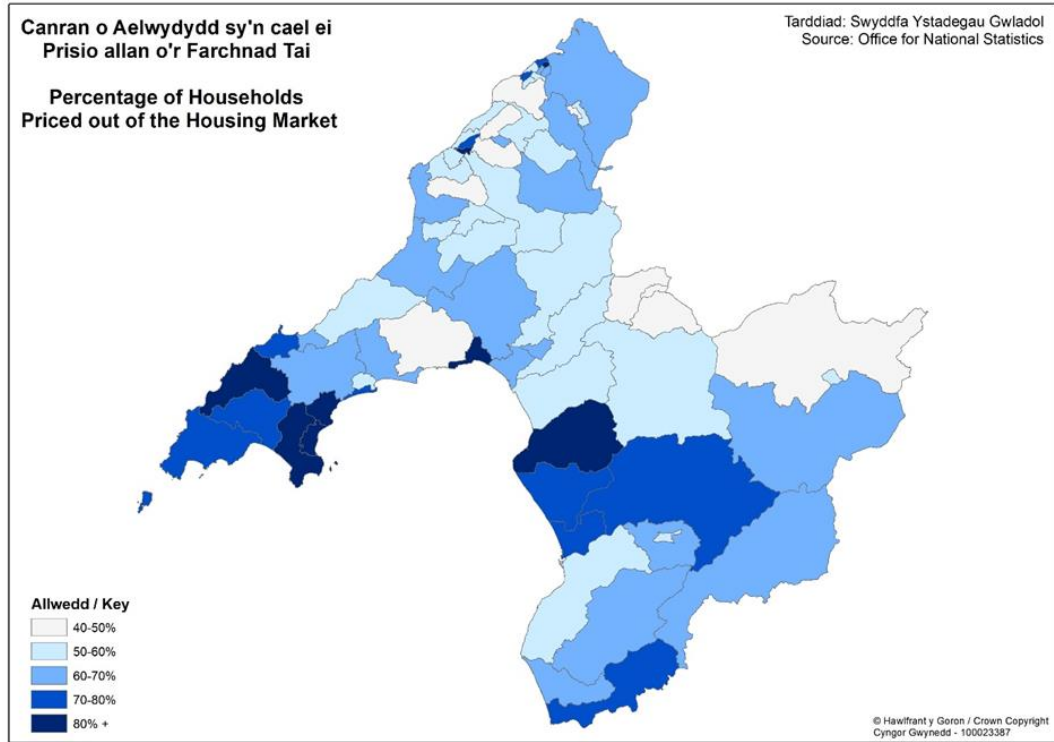 Canran o Aelwydydd sy'n cael ei
Prisio allan o'r Farchnad Tai
Percentage of Households
Priced out of the Housing Market
Tarddiad: Swyddfa Ystadegau Gwladol
Source: Office for National Statistics
Allwedd / Key
40-50%
50-60%
60-70%
70-80%
80% +
© Hawlfraint y Goron / Crown Copyright
Cyngor Gwynedd - 100023387